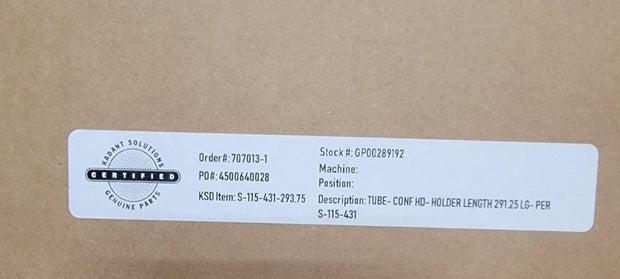 KADANT SOLUTIONS
CERTIFIED
GENUINE PARTS
Order#: 707013-1
PO#: 4500640028
KSD Item: S-115-431-293.75
Stock #: GP00289192
Machine:
Position:
Description: TUBE- CONF HD- HOLDER LENGTH 291.25 LG- PER
S-115-431